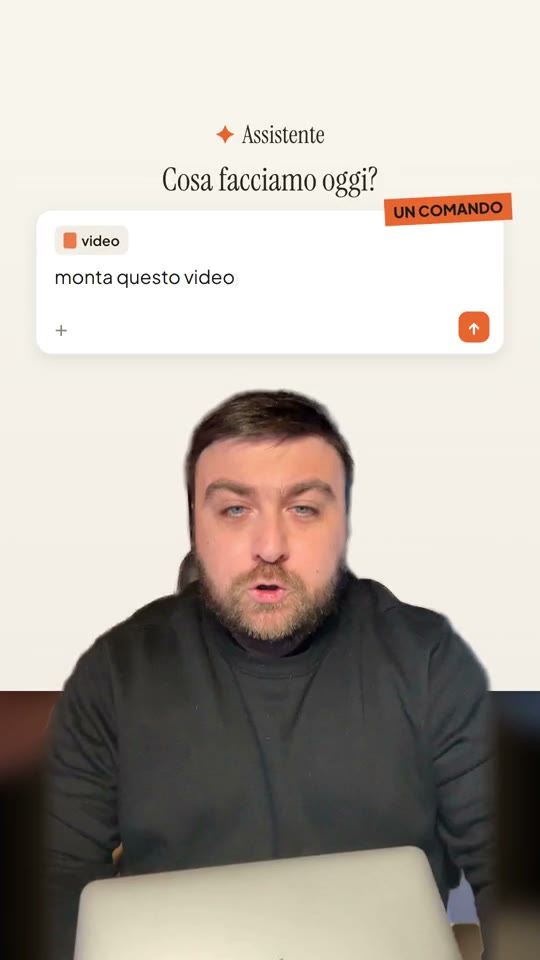 Assistente
Cosa facciamo oggi?
UN COMANDO
video
monta questo video